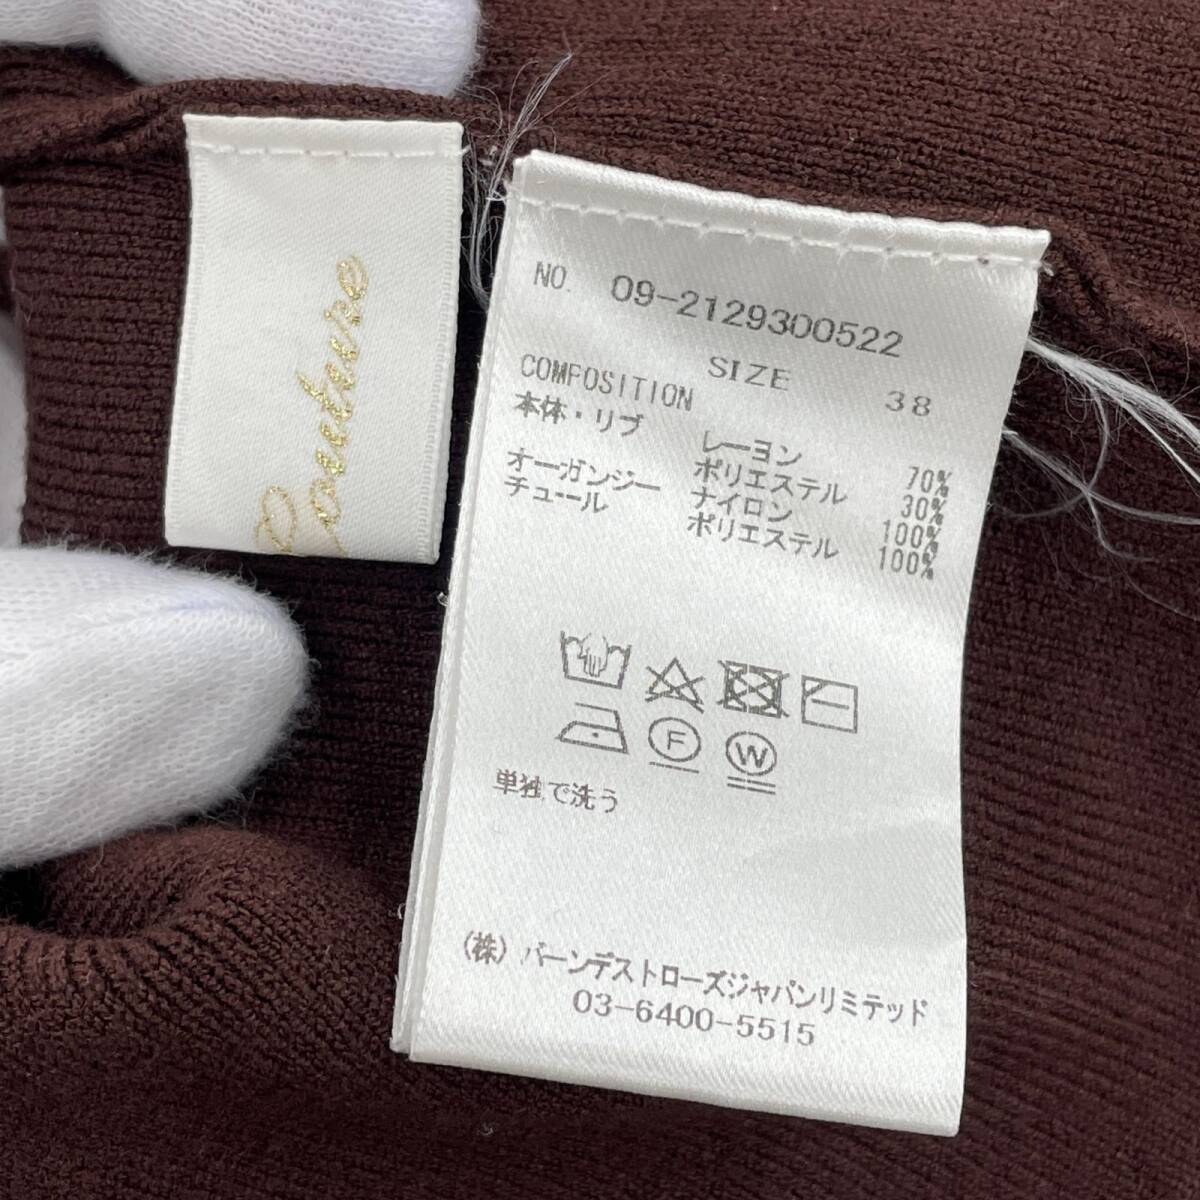 Couture
NO. 09-2129300522
SIZE 38
COMPOSITION
本体・リブ レーヨン 70%
ポリエステル 30%
オーガンジー ナイロン 100%
チュール ポリエステル 100%
F W
単独で洗う
(株) バーンデストローズジャパンリミテッド
03-6400-5515